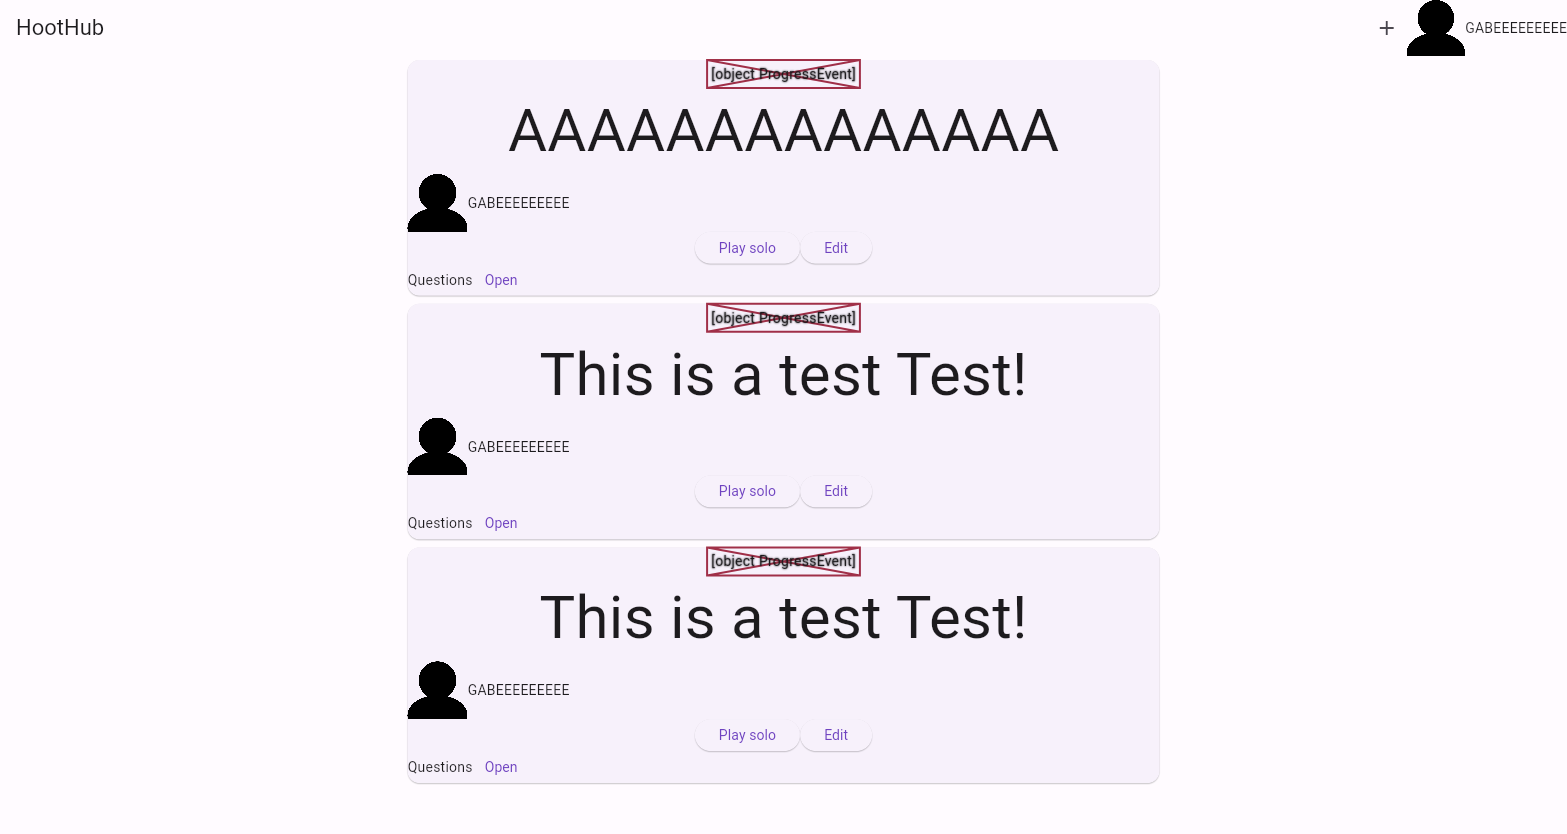 HootHub
+ GABEEEEEEEEE
[object ProgressEvent]
AAAAAAAAAAAAAA
GABEEEEEEEEE
Play solo Edit
Questions Open
[object ProgressEvent]
This is a test Test!
GABEEEEEEEEE
Play solo Edit
Questions Open
[object ProgressEvent]
This is a test Test!
GABEEEEEEEEE
Play solo Edit
Questions Open